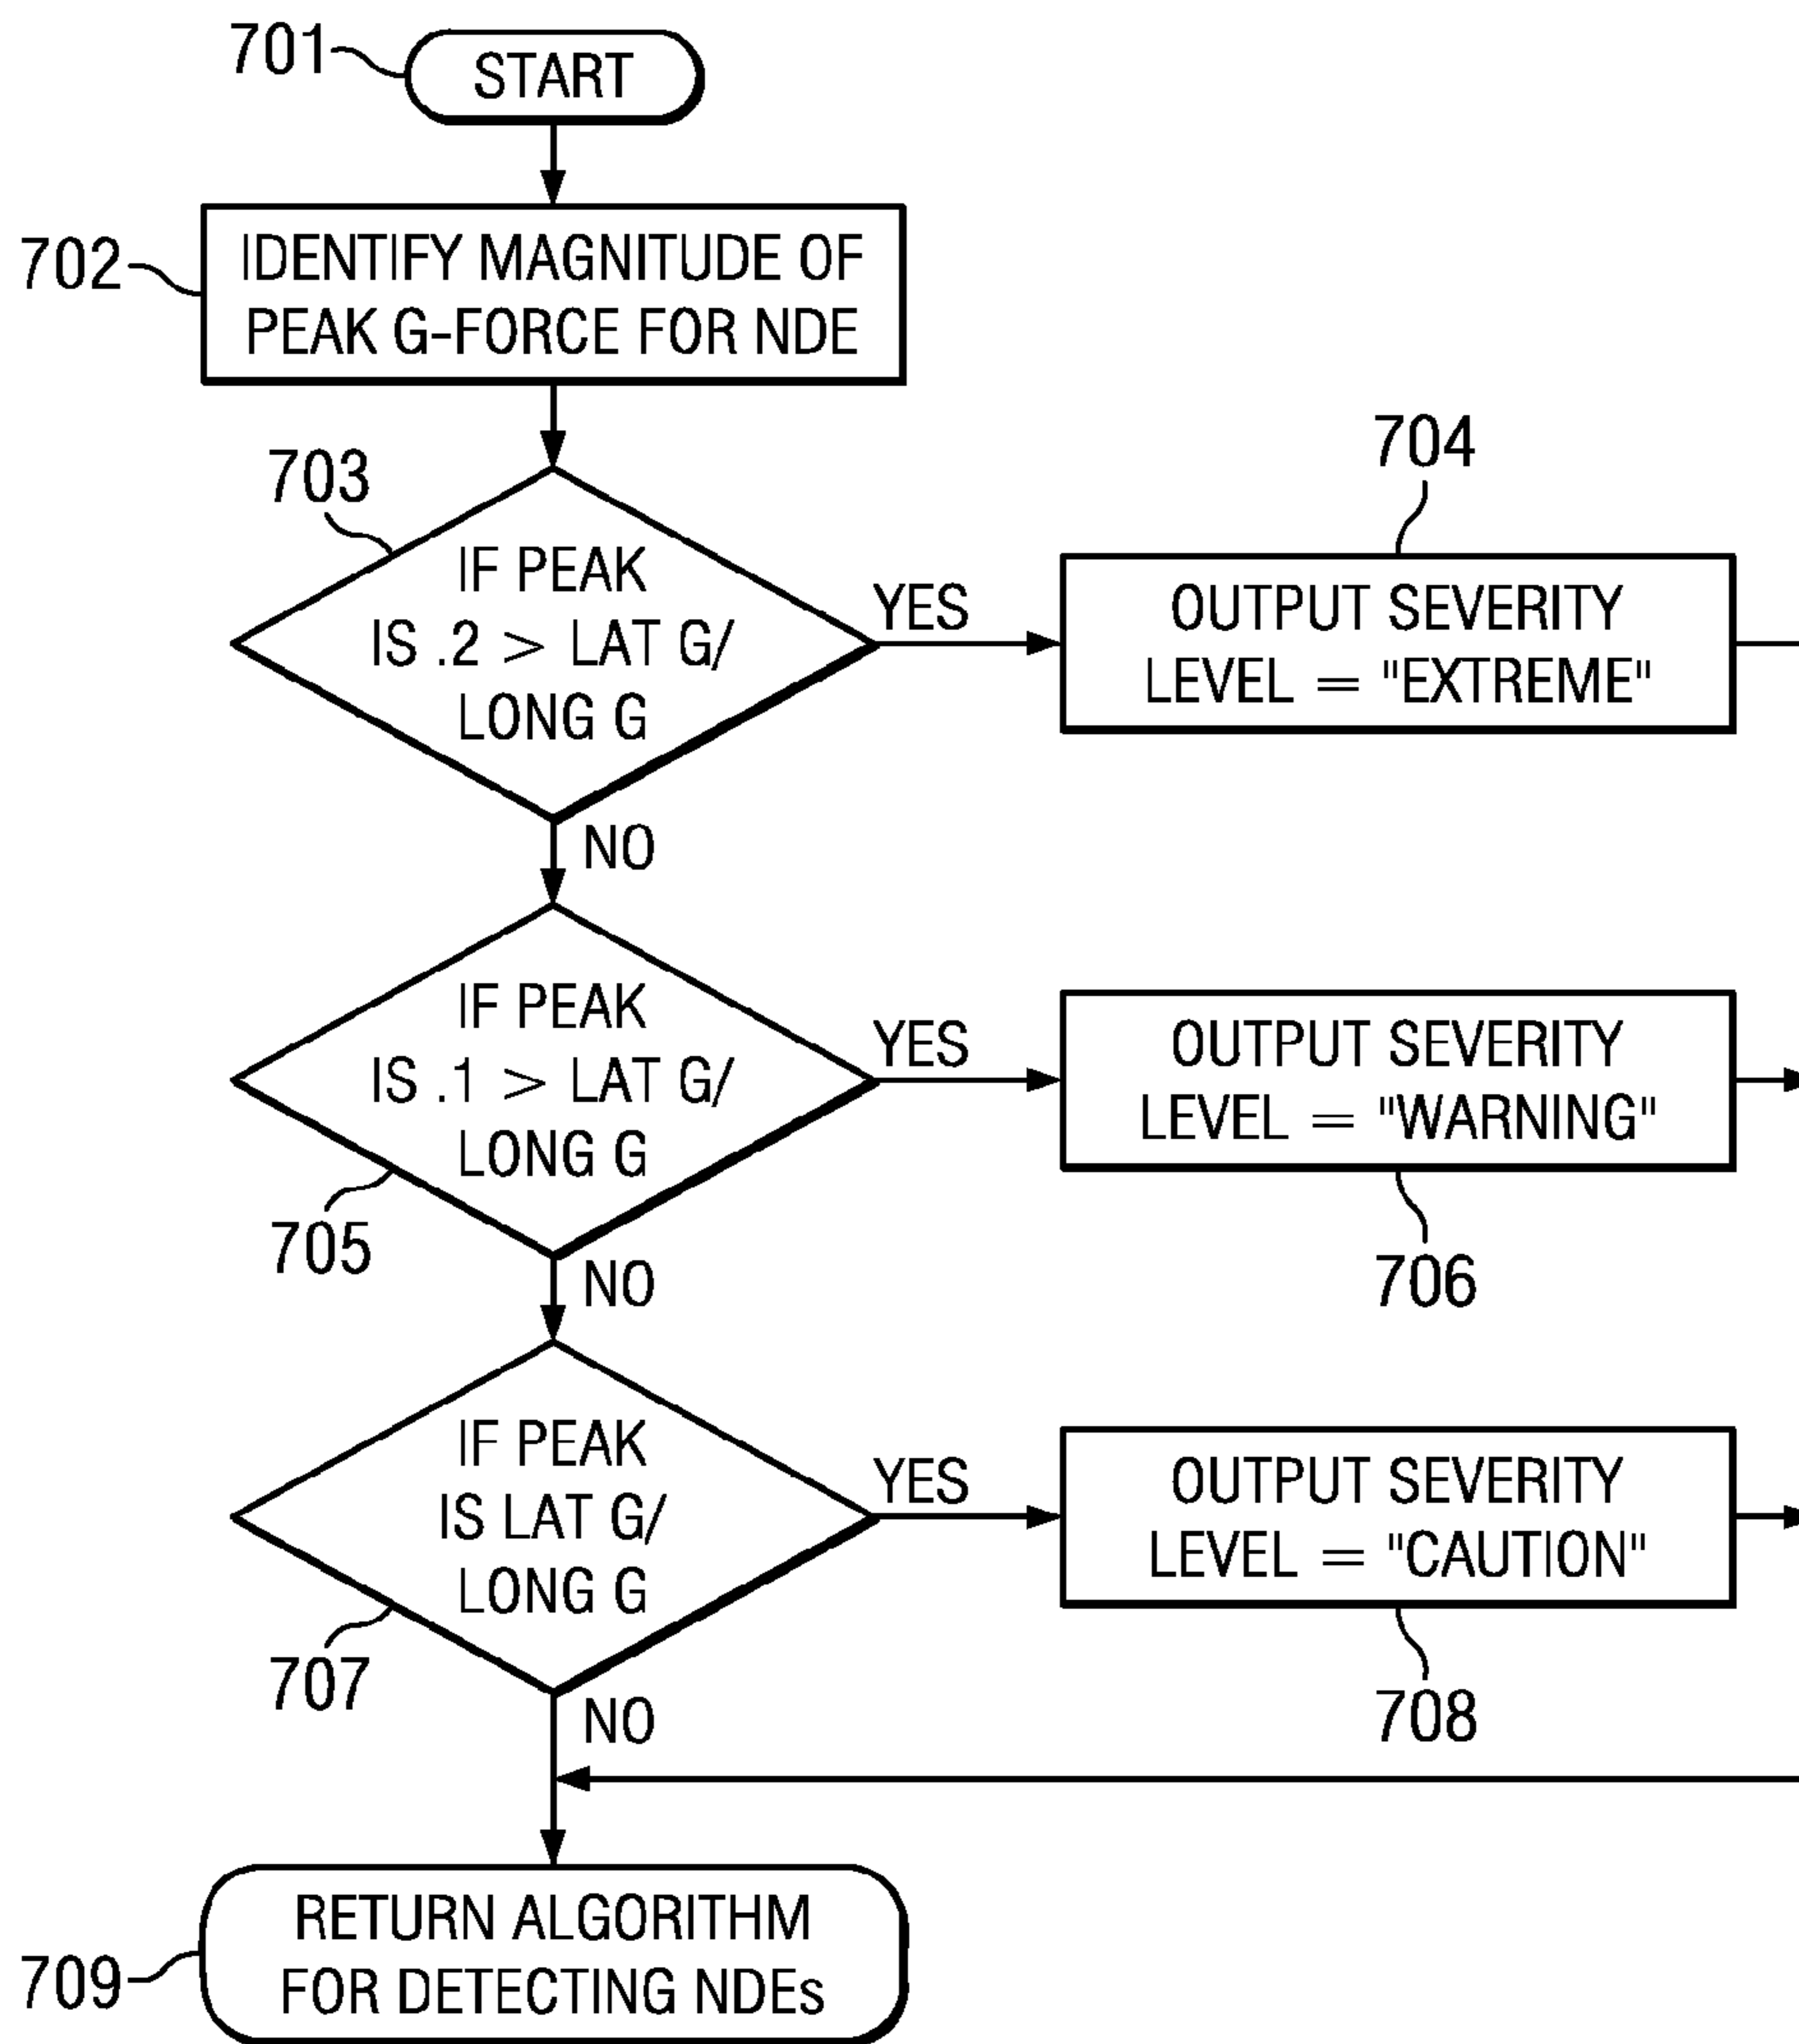 701
START
702
IDENTIFY MAGNITUDE OF
PEAK G-FORCE FOR NDE
703
IF PEAK
IS .2 > LAT G/
LONG G
YES
704
OUTPUT SEVERITY
LEVEL = "EXTREME"
NO
IF PEAK
IS .1 > LAT G/
LONG G
705
YES
OUTPUT SEVERITY
LEVEL = "WARNING"
706
NO
IF PEAK
IS LAT G/
LONG G
707
YES
OUTPUT SEVERITY
LEVEL = "CAUTION"
708
NO
709
RETURN ALGORITHM
FOR DETECTING NDEs